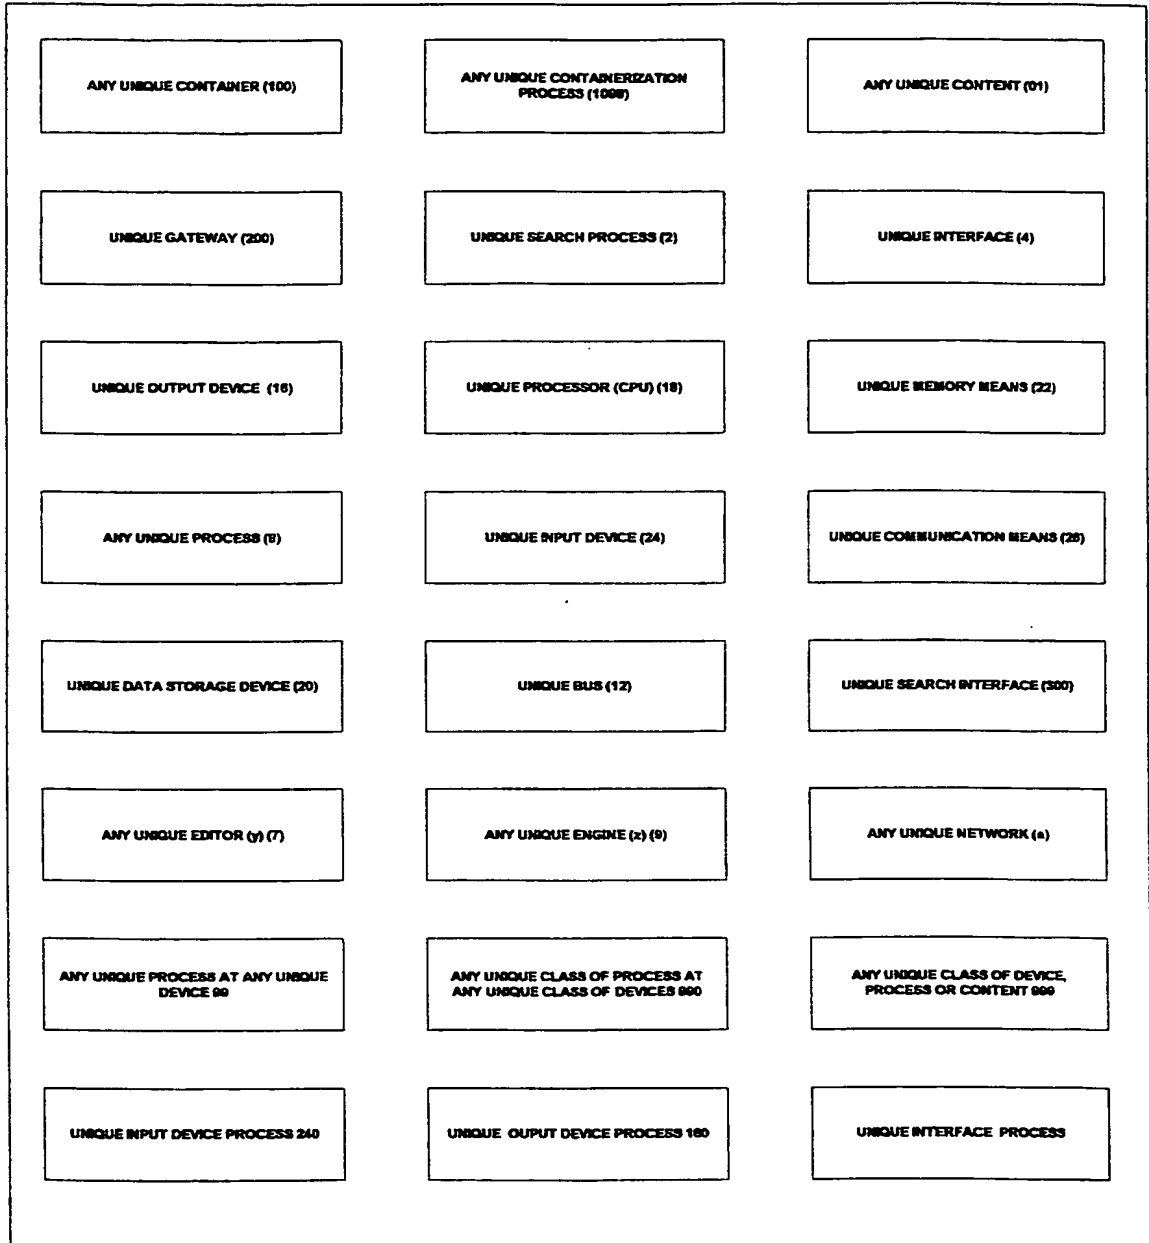 ANY UNIQUE CONTAINER (100)
ANY UNIQUE CONTAINERIZATION
PROCESS (1098)
ANY UNIQUE CONTENT (01)
UNIQUE GATEWAY (200)
UNIQUE SEARCH PROCESS (2)
UNIQUE INTERFACE (4)
UNIQUE OUTPUT DEVICE (16)
UNIQUE PROCESSOR (CPU) (18)
UNIQUE MEMORY MEANS (22)
ANY UNIQUE PROCESS (8)
UNIQUE INPUT DEVICE (24)
UNIQUE COMMUNICATION MEANS (26)
UNIQUE DATA STORAGE DEVICE (20)
UNIQUE BUS (12)
UNIQUE SEARCH INTERFACE (300)
ANY UNIQUE EDITOR (y) (7)
ANY UNIQUE ENGINE (z) (9)
ANY UNIQUE NETWORK (a)
ANY UNIQUE PROCESS AT ANY UNIQUE
DEVICE 99
ANY UNIQUE CLASS OF PROCESS AT
ANY UNIQUE CLASS OF DEVICES 990
ANY UNIQUE CLASS OF DEVICE,
PROCESS OR CONTENT 999
UNIQUE INPUT DEVICE PROCESS 240
UNIQUE OUPUT DEVICE PROCESS 160
UNIQUE INTERFACE PROCESS